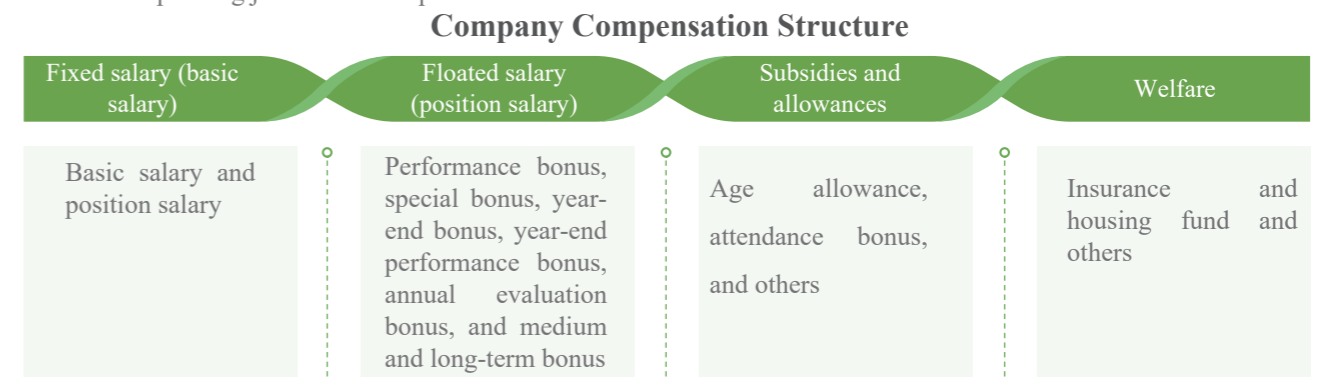 Company Compensation Structure
Fixed salary (basic
salary)
Floated salary
(position salary)
Subsidies and
allowances
Welfare
Basic salary and
position salary
Performance bonus,
special bonus, year-
end bonus, year-end
performance bonus,
annual evaluation
bonus, and medium
and long-term bonus
Age allowance,
attendance bonus,
and others
Insurance and
housing fund and
others